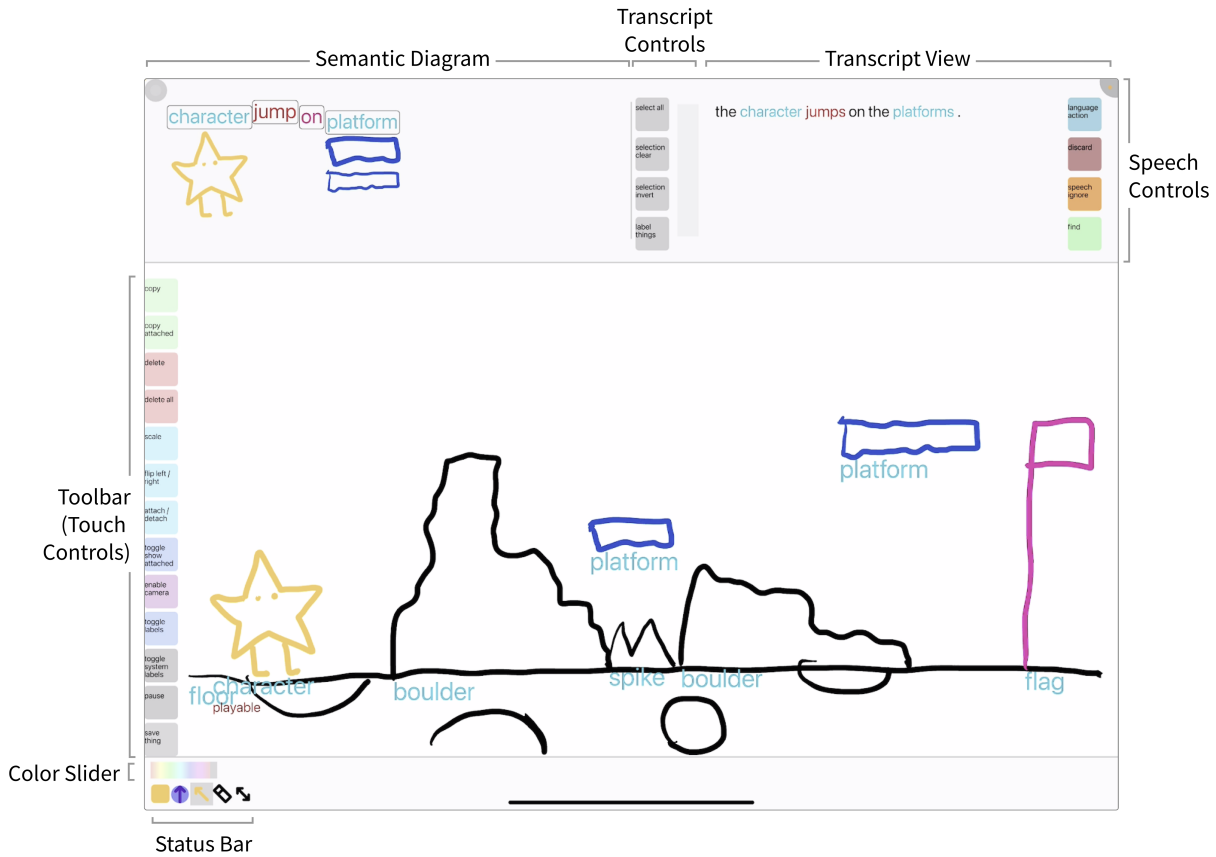 Transcript
Controls
Semantic Diagram
Transcript View
character jump on platform
select all
selection
clear
selection
invert
label
things
the character jumps on the platforms .
language
action
discard
speech
ignore
find
Speech
Controls
copy
copy
attached
delete
delete all
scale
flip left /
right
attach /
detach
toggle
show
attached
enable
camera
toggle
labels
toggle
system
labels
pause
save
thing
Toolbar
(Touch
Controls)
platform
platform
floor
character
playable
boulder
spike
boulder
flag
Color Slider
Status Bar